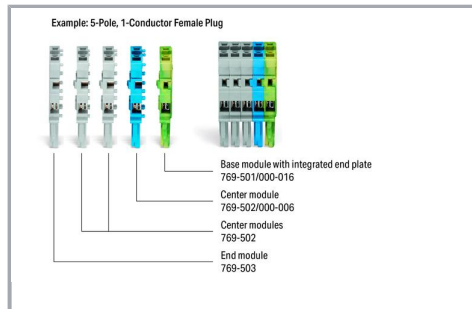 Example: 5-Pole, 1-Conductor Female Plug
Base module with integrated end plate
769-501/000-016
Center module
769-502/000-006
Center modules
769-502
End module
769-503